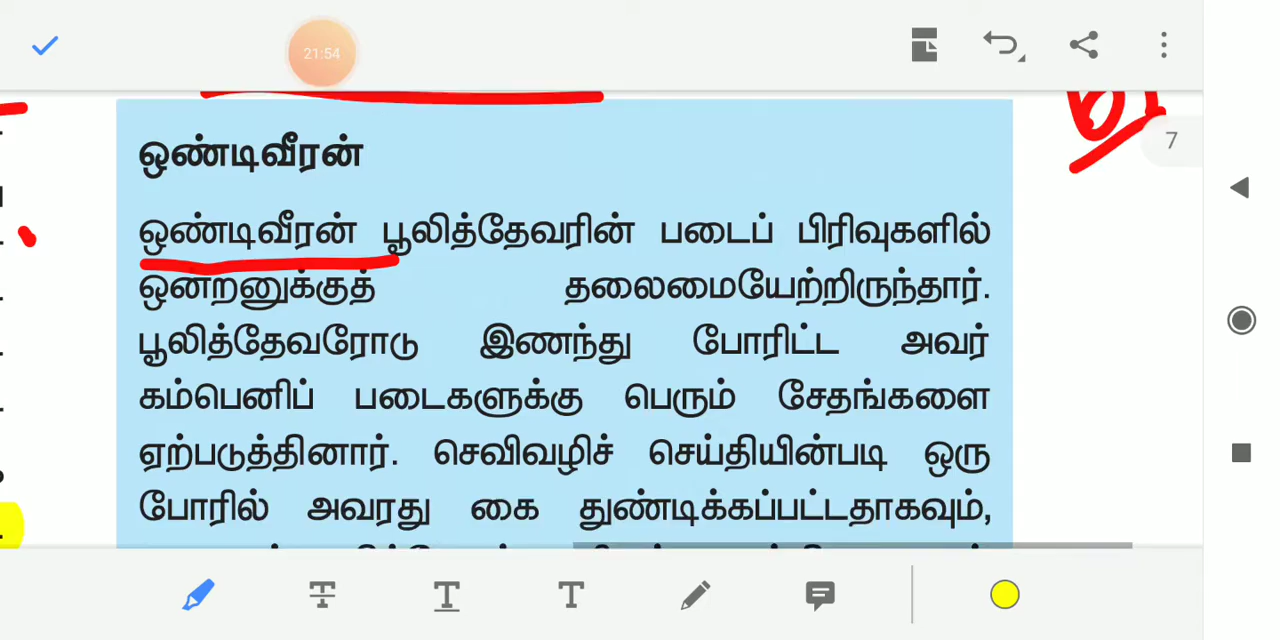 21:54
7
ஒண்டிவீரன்
ஒண்டிவீரன் பூலித்தேவரின் படைப் பிரிவுகளில்
ஒன்றனுக்குத் தலைமையேற்றிருந்தார்.
பூலித்தேவரோடு இணைந்து போரிட்ட அவர்
கம்பெனிப் படைகளுக்கு பெரும் சேதங்களை
ஏற்படுத்தினார். செவிவழிச் செய்தியின்படி ஒரு
போரில் அவரது கை துண்டிக்கப்பட்டதாகவும்,